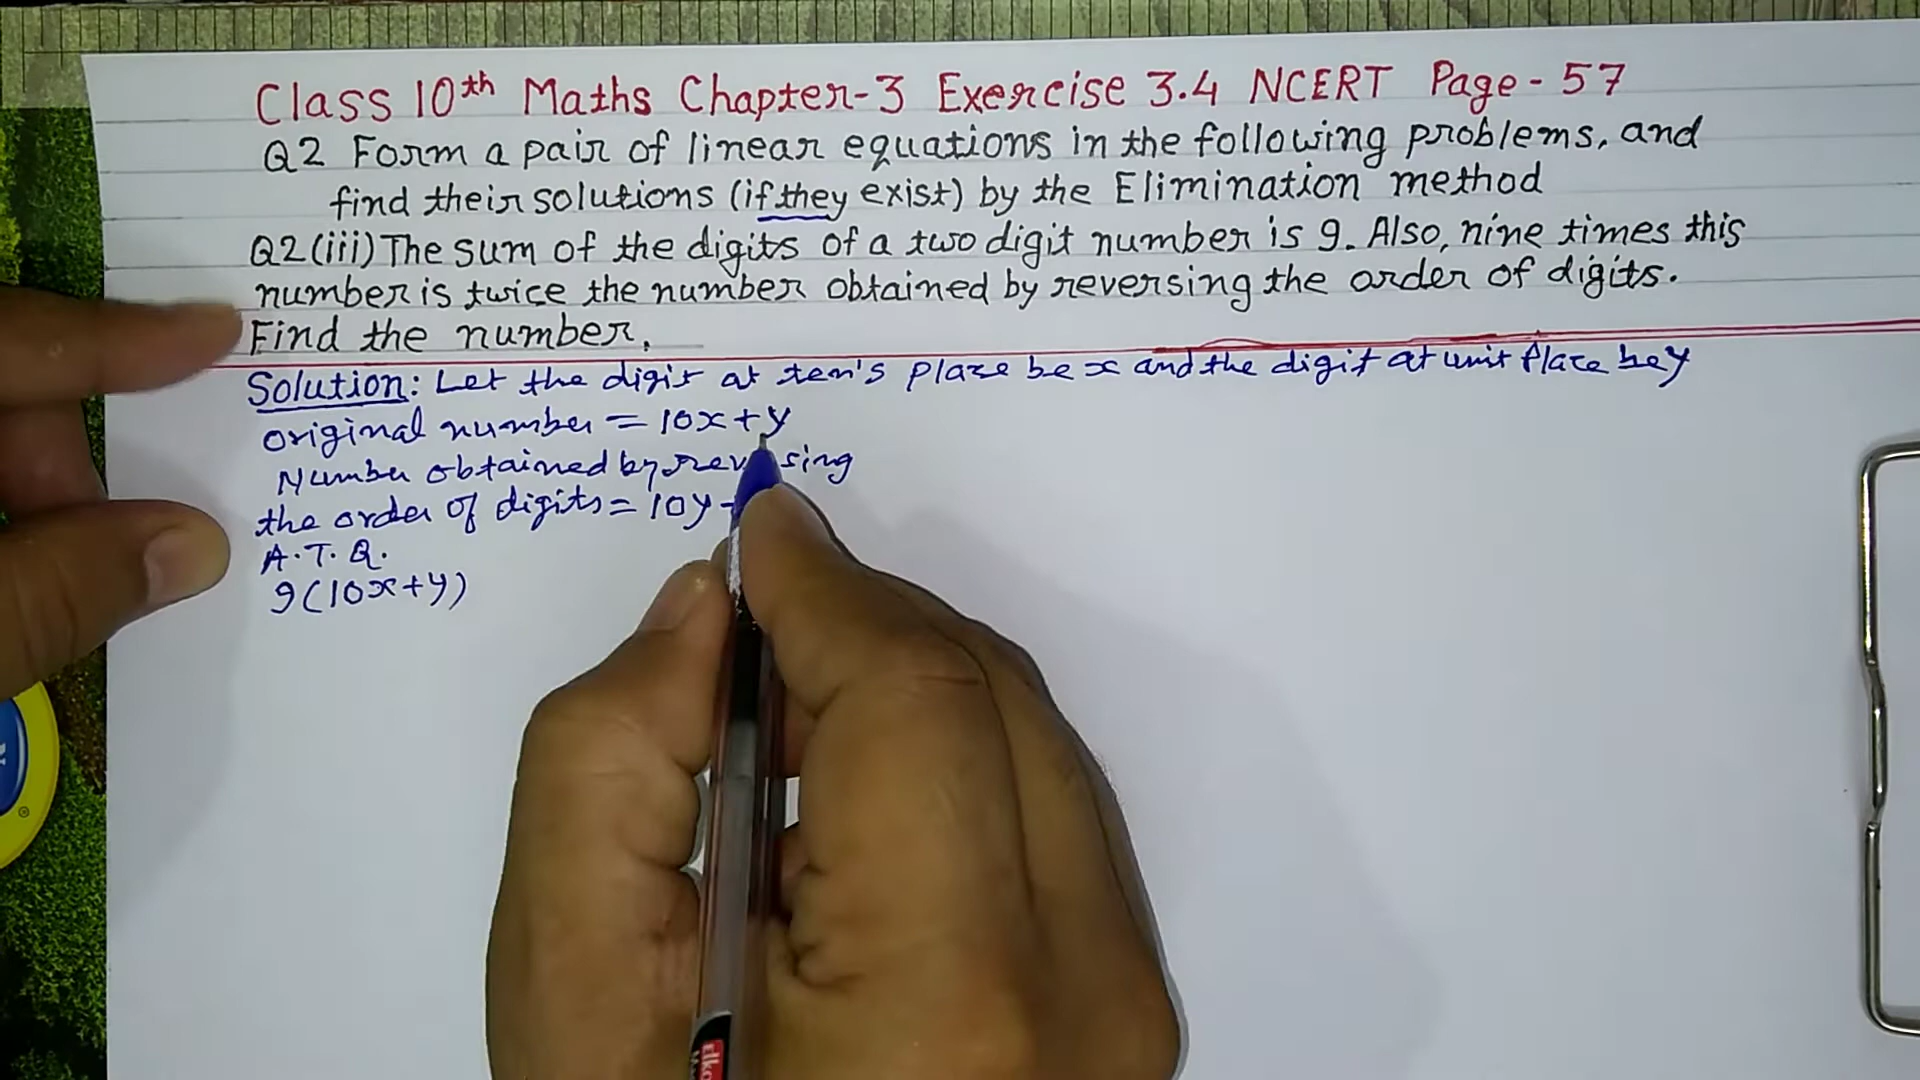 Class 10th Maths Chapter-3 Exercise 3.4 NCERT Page - 57
Q2 Form a pair of linear equations in the following problems, and
find their solutions (if they exist) by the Elimination method
Q2(iii) The sum of the digits of a two digit number is 9. Also, nine times this
number is twice the number obtained by reversing the order of digits.
Find the number.
Solution: Let the digit at ten's place be x and the digit at unit place be y
original number = 10x+y
Number obtained by reversing
the order of digits = 10y
A.T.Q.
9(10x+y)